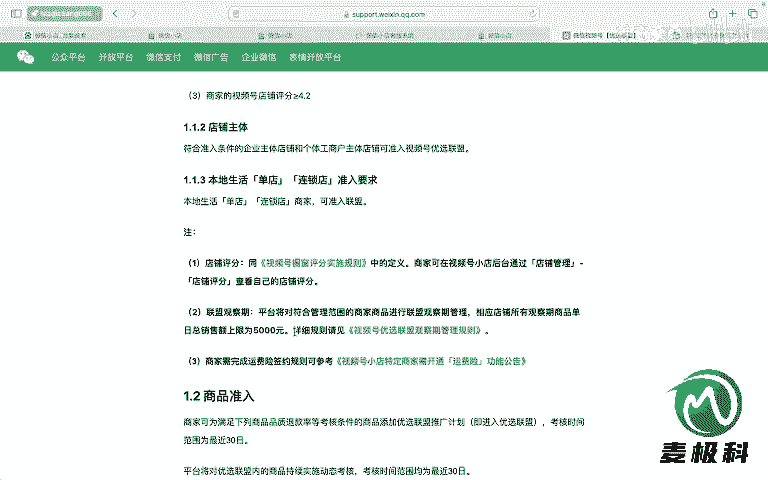 support.weixin.qq.com
微信小店
微信小店
微信小店
公众平台 开放平台 微信支付 微信广告 企业微信 表情开放平台
（3）商家的视频号店铺评分≥4.2
1.1.2 店铺主体
符合准入条件的企业主体店铺和个体工商户主体店铺可准入视频号优选联盟。
1.1.3 本地生活「单店」「连锁店」准入要求
本地生活「单店」「连锁店」商家，可准入联盟。
注：
（1）店铺评分：同《视频号橱窗评分实施规则》中的定义。商家可在视频号小店后台通过「店铺管理」-
「店铺评分」查看自己的店铺评分。
（2）联盟观察期：平台将对符合管理范围的商家商品进行联盟观察期管理，相应店铺所有观察期商品单
日总销售额上限为5000元。详细规则请见《视频号优选联盟观察期管理规则》。
（3）商家需完成运费险签约规则可参考《视频号小店特定商家需开通「运费险」功能公告》
1.2 商品准入
商家可为满足下列商品品质退款率等考核条件的商品添加优选联盟推广计划（即进入优选联盟），考核时间
范围为最近30日。
平台将对优选联盟内的商品持续实施动态考核，考核时间范围均为最近30日。
麦极科